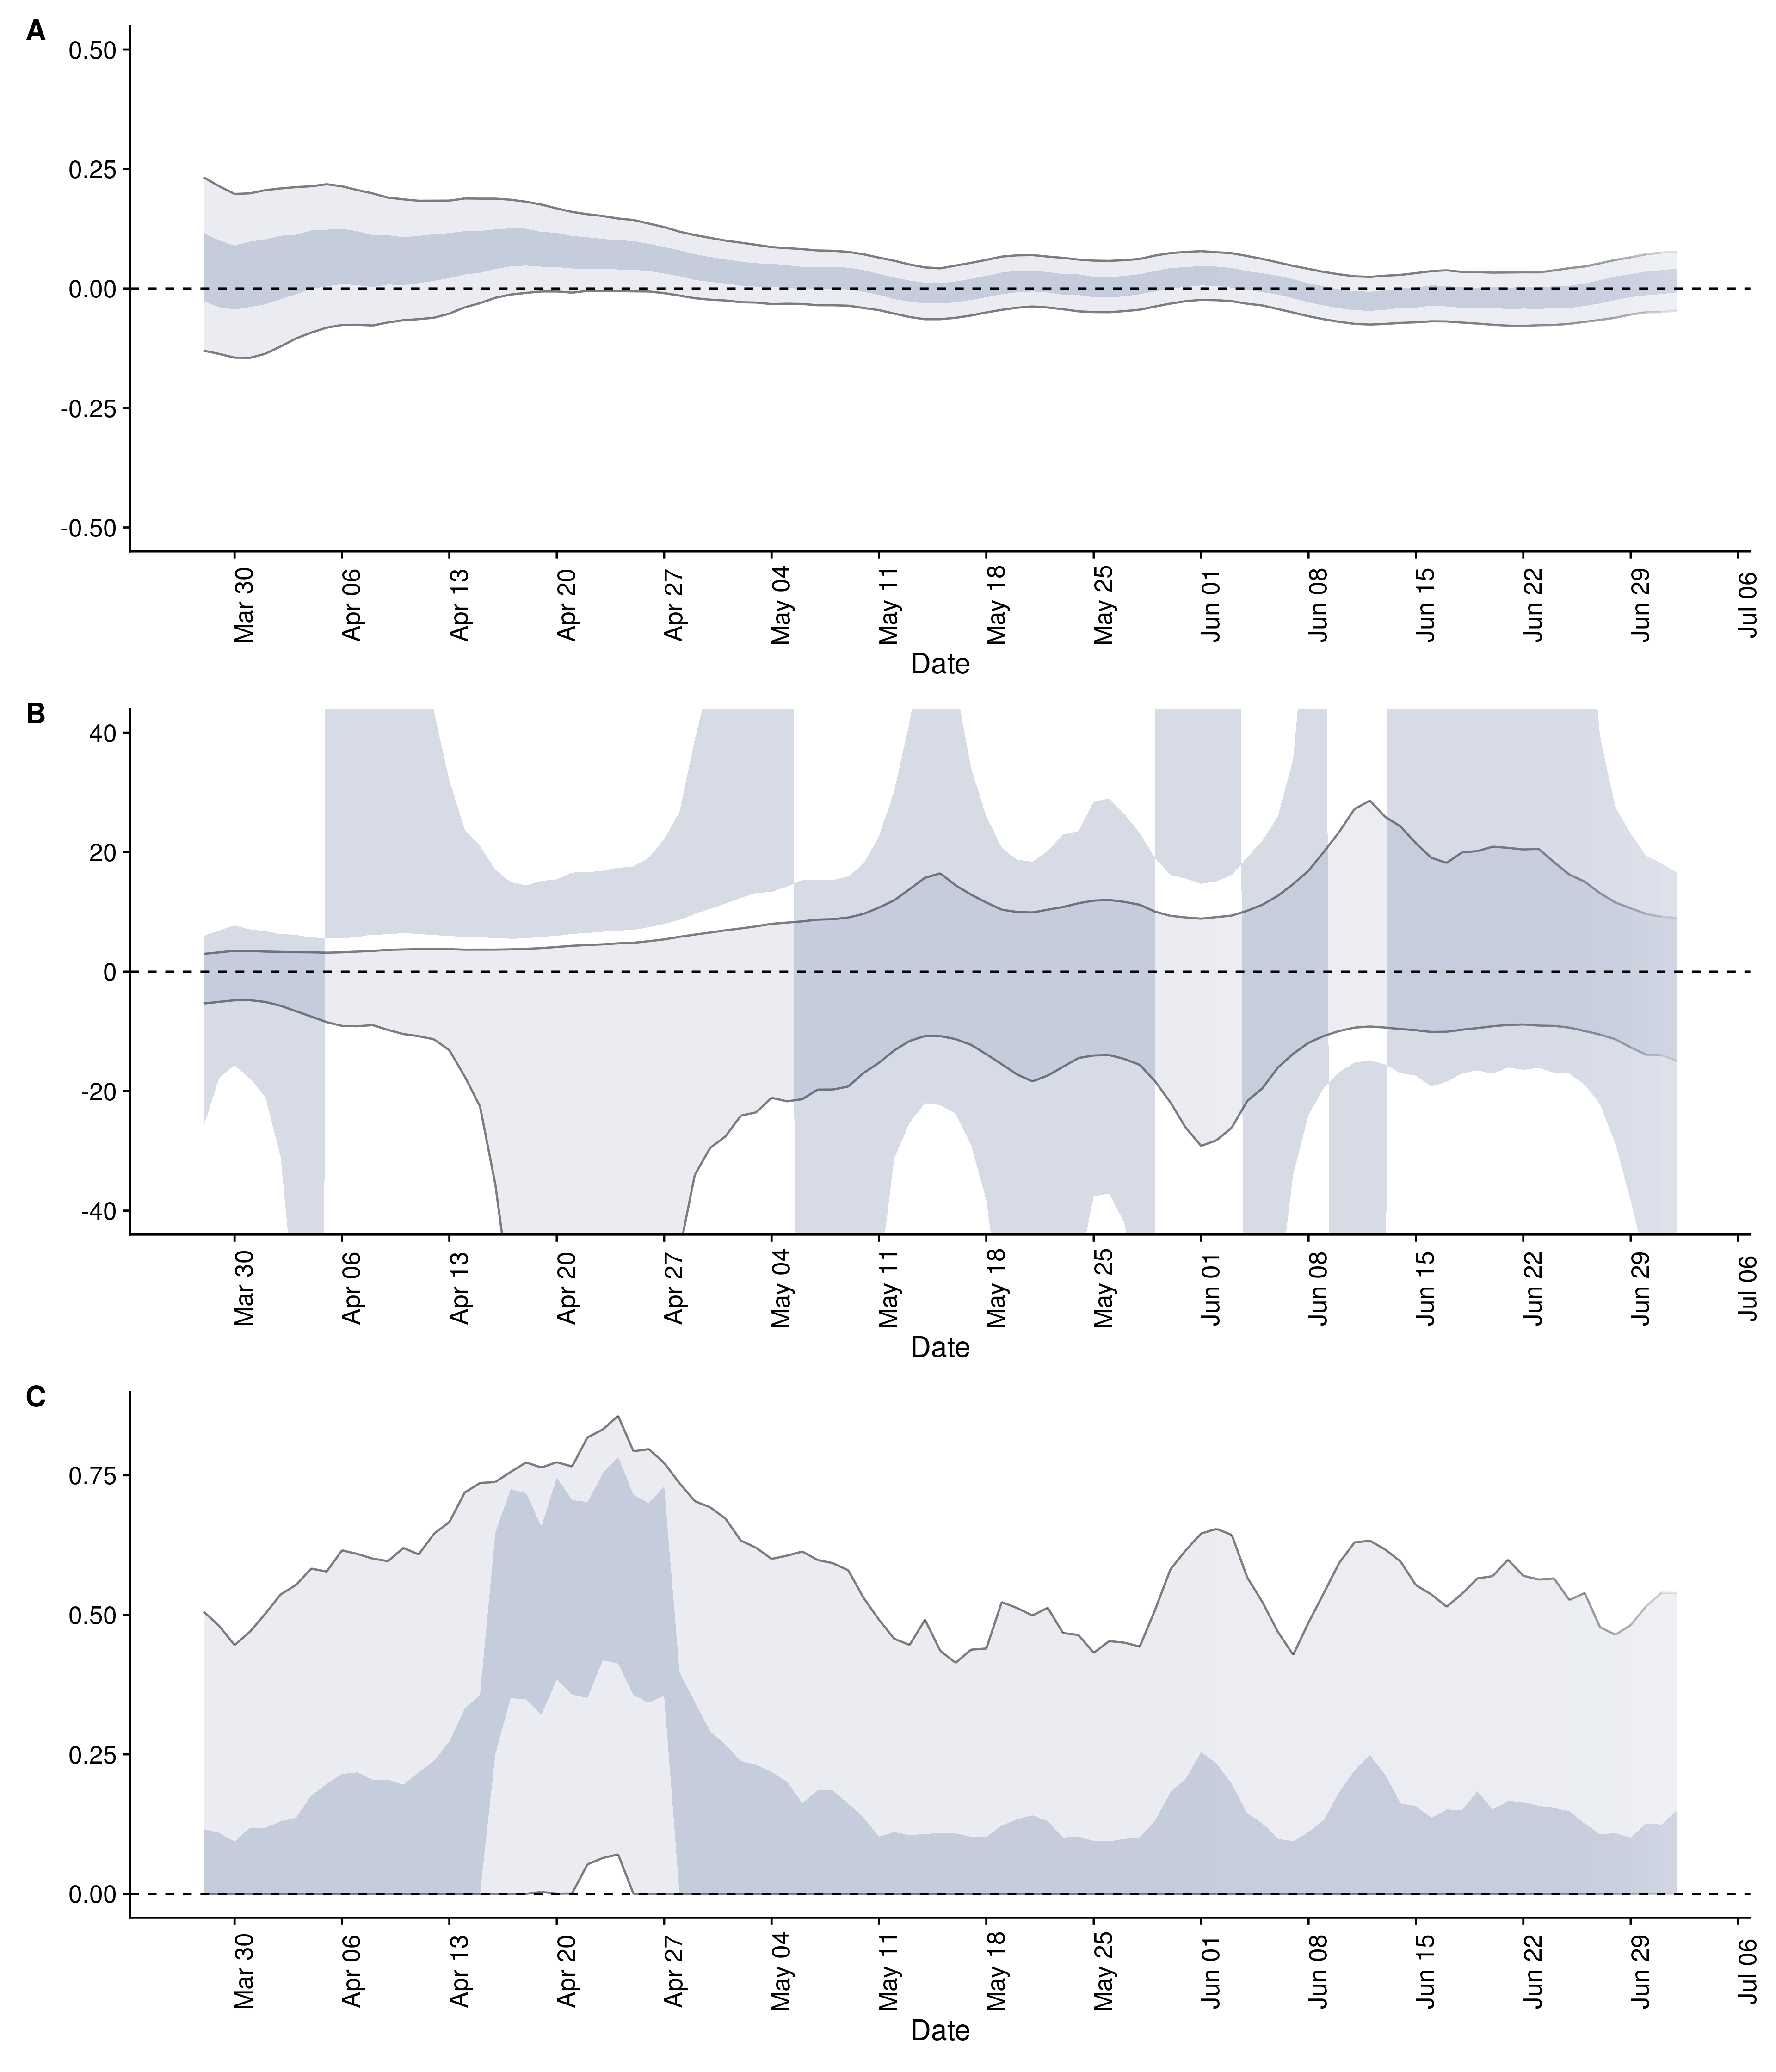 A
0.50
0.25
0.00
-0.25
-0.50
Mar 30
Apr 06
Apr 13
Apr 20
Apr 27
May 04
May 11
May 18
May 25
Jun 01
Jun 08
Jun 15
Jun 22
Jun 29
Jul 06
Date
B
40
20
0
-20
-40
Mar 30
Apr 06
Apr 13
Apr 20
Apr 27
May 04
May 11
May 18
May 25
Jun 01
Jun 08
Jun 15
Jun 22
Jun 29
Jul 06
Date
C
0.75
0.50
0.25
0.00
Mar 30
Apr 06
Apr 13
Apr 20
Apr 27
May 04
May 11
May 18
May 25
Jun 01
Jun 08
Jun 15
Jun 22
Jun 29
Jul 06
Date